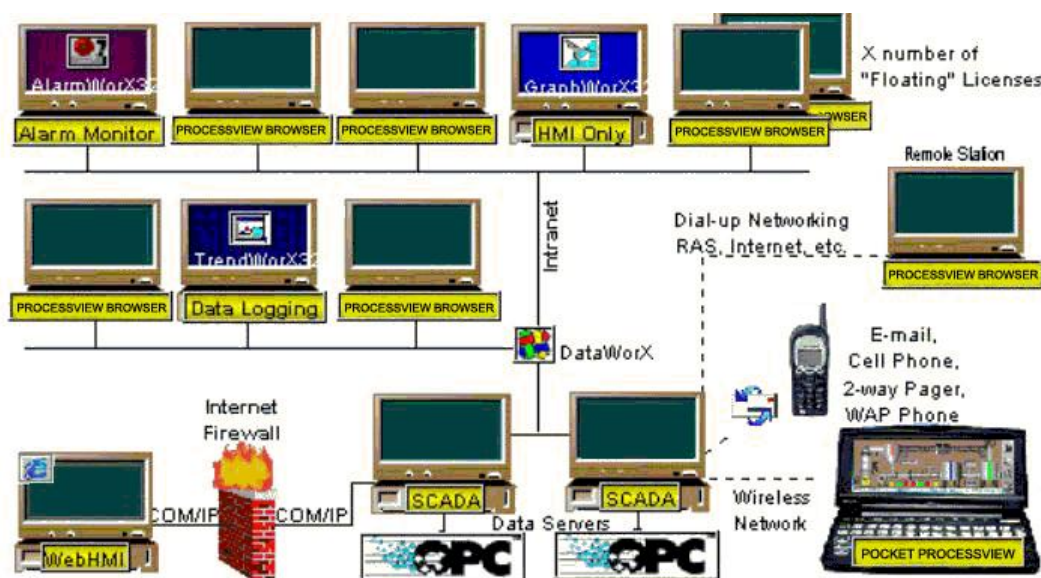 AlarmWorX32
GraphWorX32
X number of
"Floating" Licenses
Alarm Monitor
PROCESSVIEW BROWSER
PROCESSVIEW BROWSER
HMI Only
PROCESSVIEW BROWSER
Remote Station
Intranet
Dial-up Networking
RAS, Internet, etc.
TrendWorX32
PROCESSVIEW BROWSER
Data Logging
PROCESSVIEW BROWSER
PROCESSVIEW BROWSER
DataWorX
E-mail,
Cell Phone,
2-way Pager,
WAP Phone
Internet
Firewall
SCADA
SCADA
COM/IP
COM/IP
Wireless
Network
Data Servers
WebHMI
OPC
OPC
POCKET PROCESSVIEW